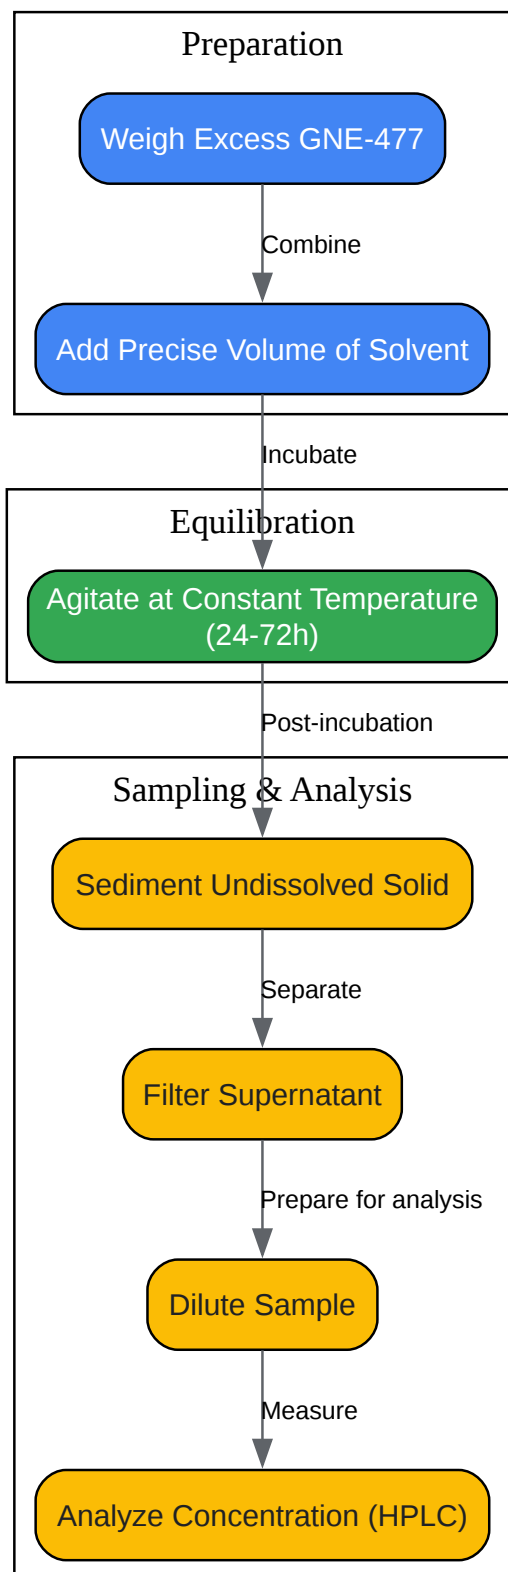 Preparation
Weigh Excess GNE-477
Combine
Add Precise Volume of Solvent
Incubate
Equilibration
Agitate at Constant Temperature
(24-72h)
Post-incubation
Sampling & Analysis
Sediment Undissolved Solid
Separate
Filter Supernatant
Prepare for analysis
Dilute Sample
Measure
Analyze Concentration (HPLC)